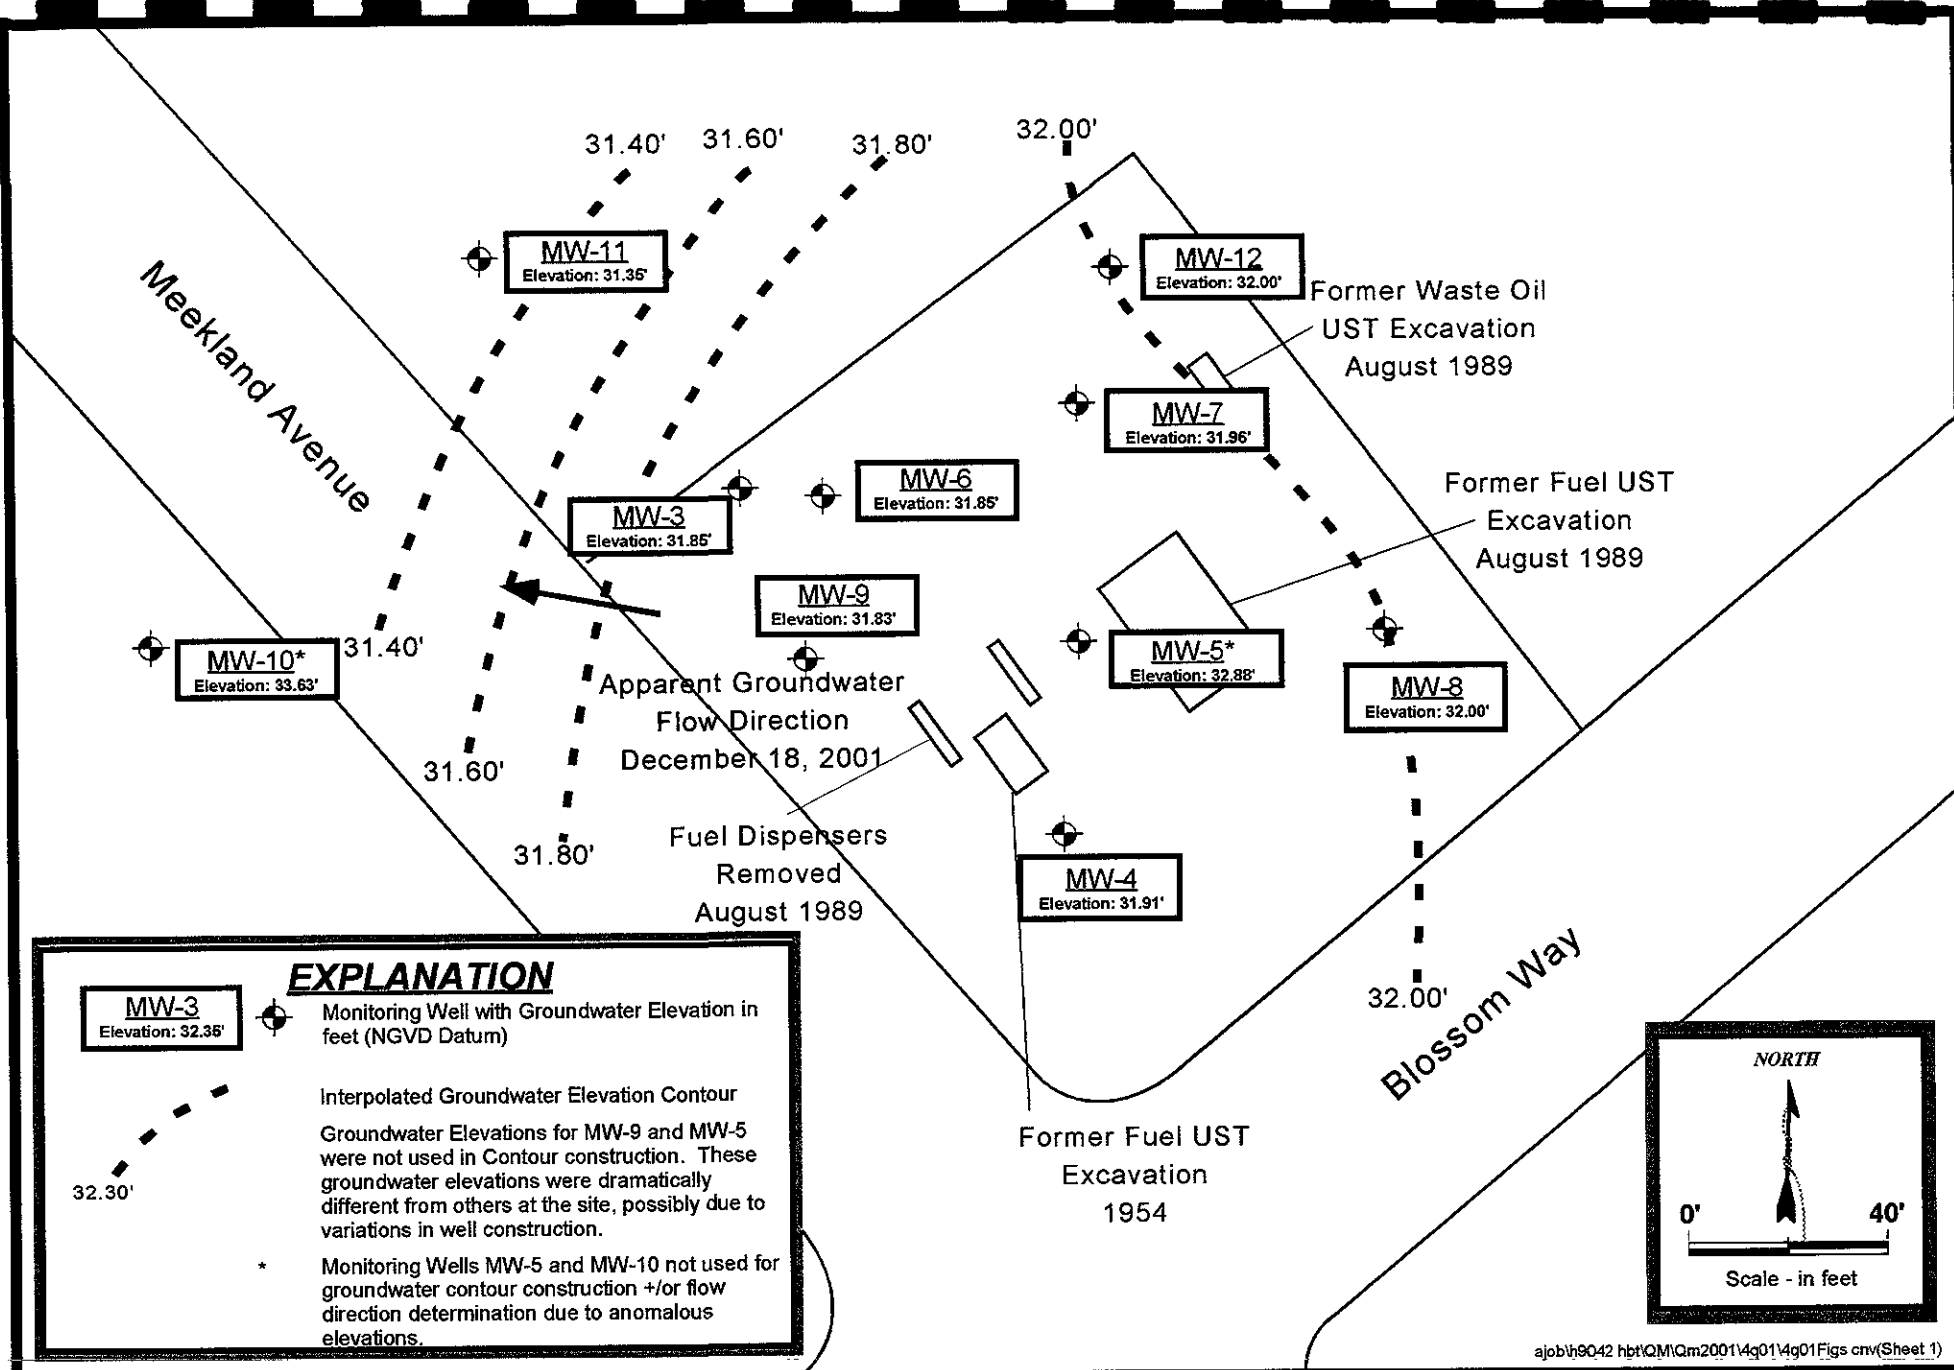 31.40'
31.60'
31.80'
32.00'
MW-11
Elevation: 31.35'
MW-12
Elevation: 32.00'
Meekland Avenue
Former Waste Oil
UST Excavation
August 1989
MW-7
Elevation: 31.96'
MW-6
Elevation: 31.85'
MW-3
Elevation: 31.85'
Former Fuel UST
Excavation
August 1989
MW-9
Elevation: 31.83'
MW-10*
Elevation: 33.63'
31.40'
MW-5*
Elevation: 32.88'
MW-8
Elevation: 32.00'
Apparent Groundwater
Flow Direction
December 18, 2001
31.60'
31.80'
Fuel Dispensers
Removed
August 1989
MW-4
Elevation: 31.91'
32.00'
Blossom Way
Former Fuel UST
Excavation
1954
EXPLANATION
MW-3
Elevation: 32.35'
Monitoring Well with Groundwater Elevation in
feet (NGVD Datum)
Interpolated Groundwater Elevation Contour
32.30'
Groundwater Elevations for MW-9 and MW-5
were not used in Contour construction. These
groundwater elevations were dramatically
different from others at the site, possibly due to
variations in well construction.
*
Monitoring Wells MW-5 and MW-10 not used for
groundwater contour construction +/or flow
direction determination due to anomalous
elevations.
NORTH
0'
40'
Scale - in feet
ajob\h9042 hbt\QM\Qm2001\4q01\4g01Figs cnv(Sheet 1)